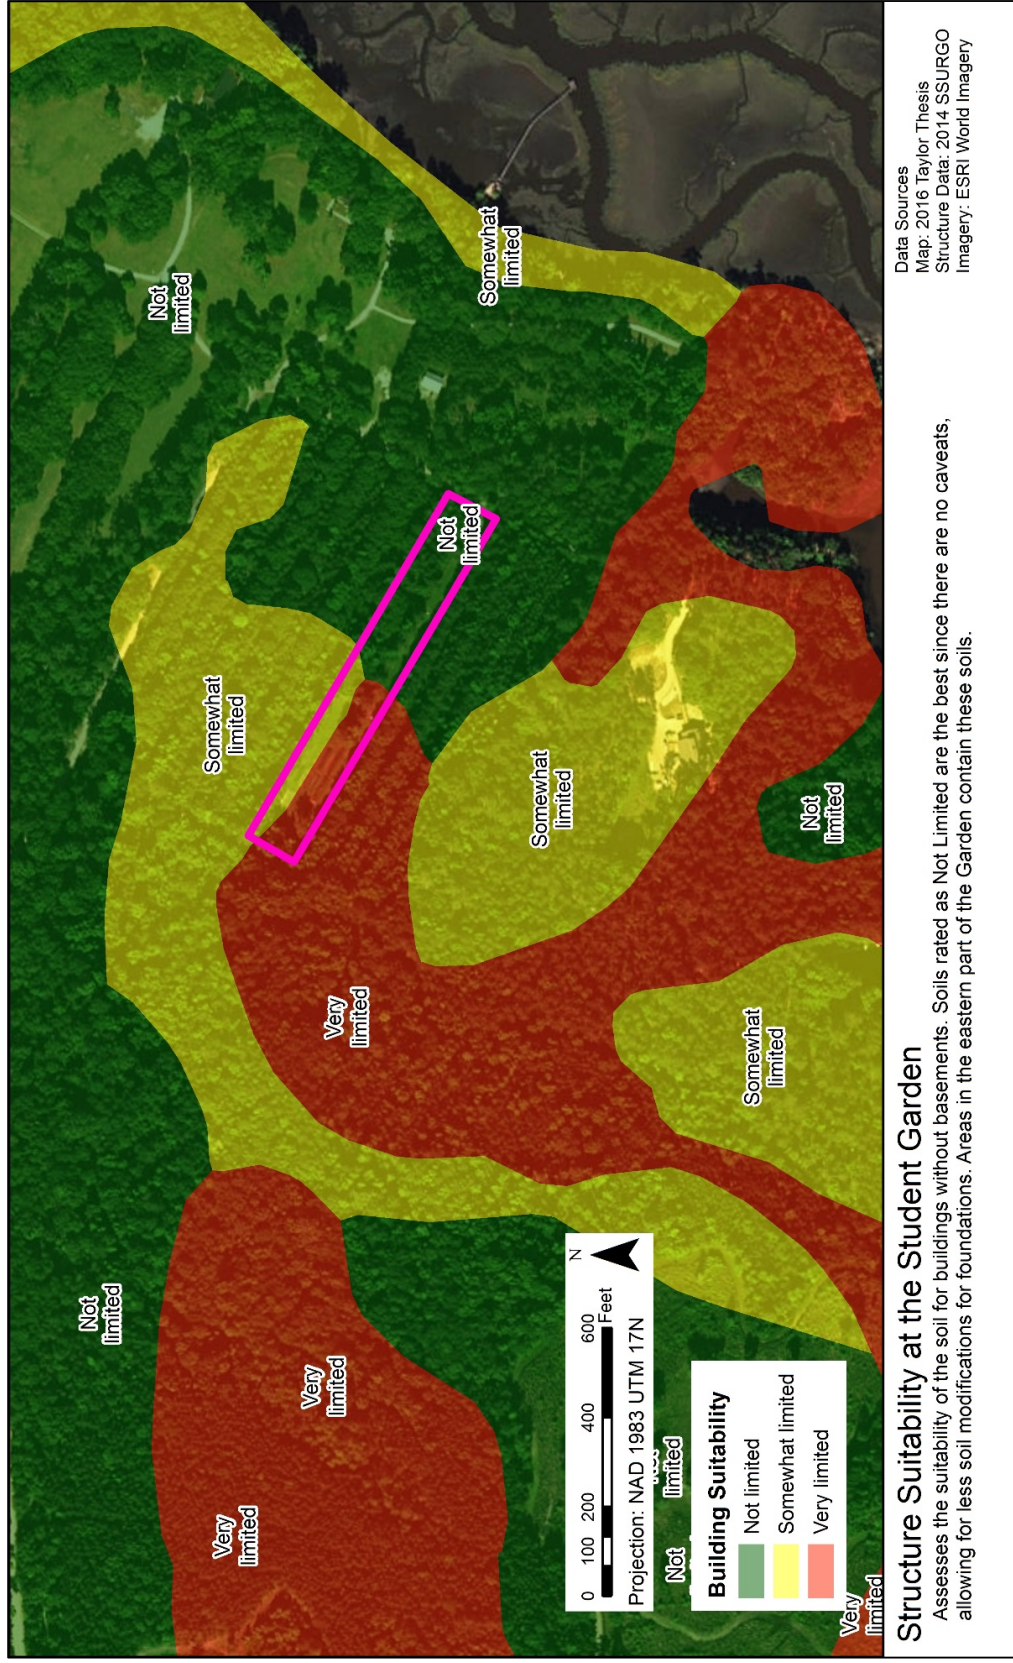 Not
limited
Not
limited
Somewhat
limited
Somewhat
limited
Not
limited
Very
limited
Very
limited
Very
limited
Somewhat
limited
Somewhat
limited
Not
limited
N
0 100 200 400 600
Feet
Projection: NAD 1983 UTM 17N
limited
Not
Building Suitability
Not limited
Somewhat limited
Very limited
Very
limited
Structure Suitability at the Student Garden
Assesses the suitability of the soil for buildings without basements. Soils rated as Not Limited are the best since there are no caveats,
allowing for less soil modifications for foundations. Areas in the eastern part of the Garden contain these soils.
Data Sources
Map: 2016 Taylor Thesis
Structure Data: 2014 SSURGO
Imagery: ESRI World Imagery